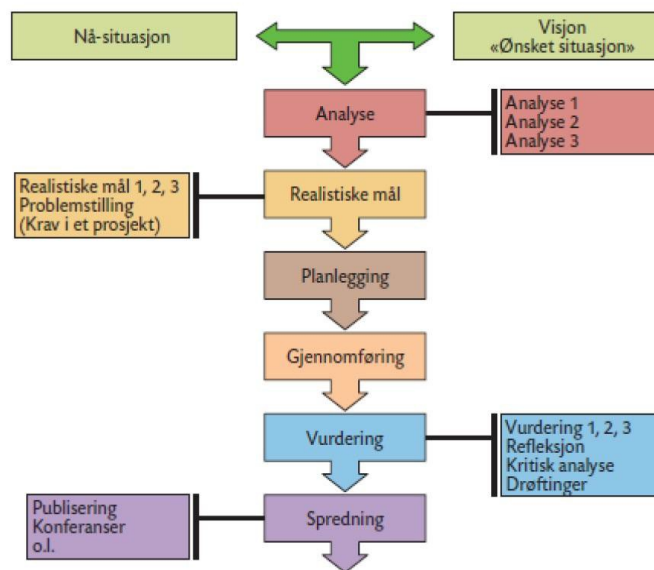 Nå-situasjon
Visjon
«Ønsket situasjon»
Analyse
Analyse 1
Analyse 2
Analyse 3
Realistiske mål 1, 2, 3
Problemstilling
(Krav i et prosjekt)
Realistiske mål
Planlegging
Gjennomføring
Vurdering
Vurdering 1, 2, 3
Refleksjon
Kritisk analyse
Drøftinger
Publisering
Konferanser
o.l.
Spredning